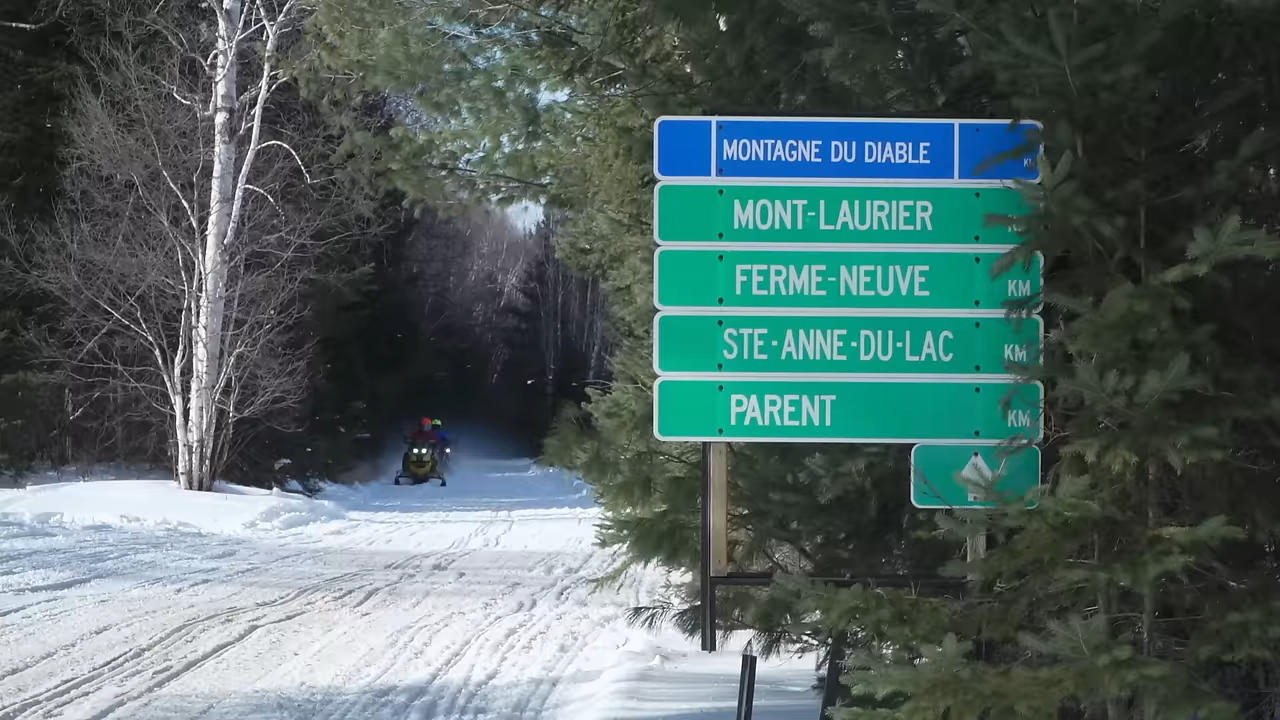 MONTAGNE DU DIABLE
MONT-LAURIER
FERME-NEUVE KM
STE-ANNE-DU-LAC KM
PARENT KM